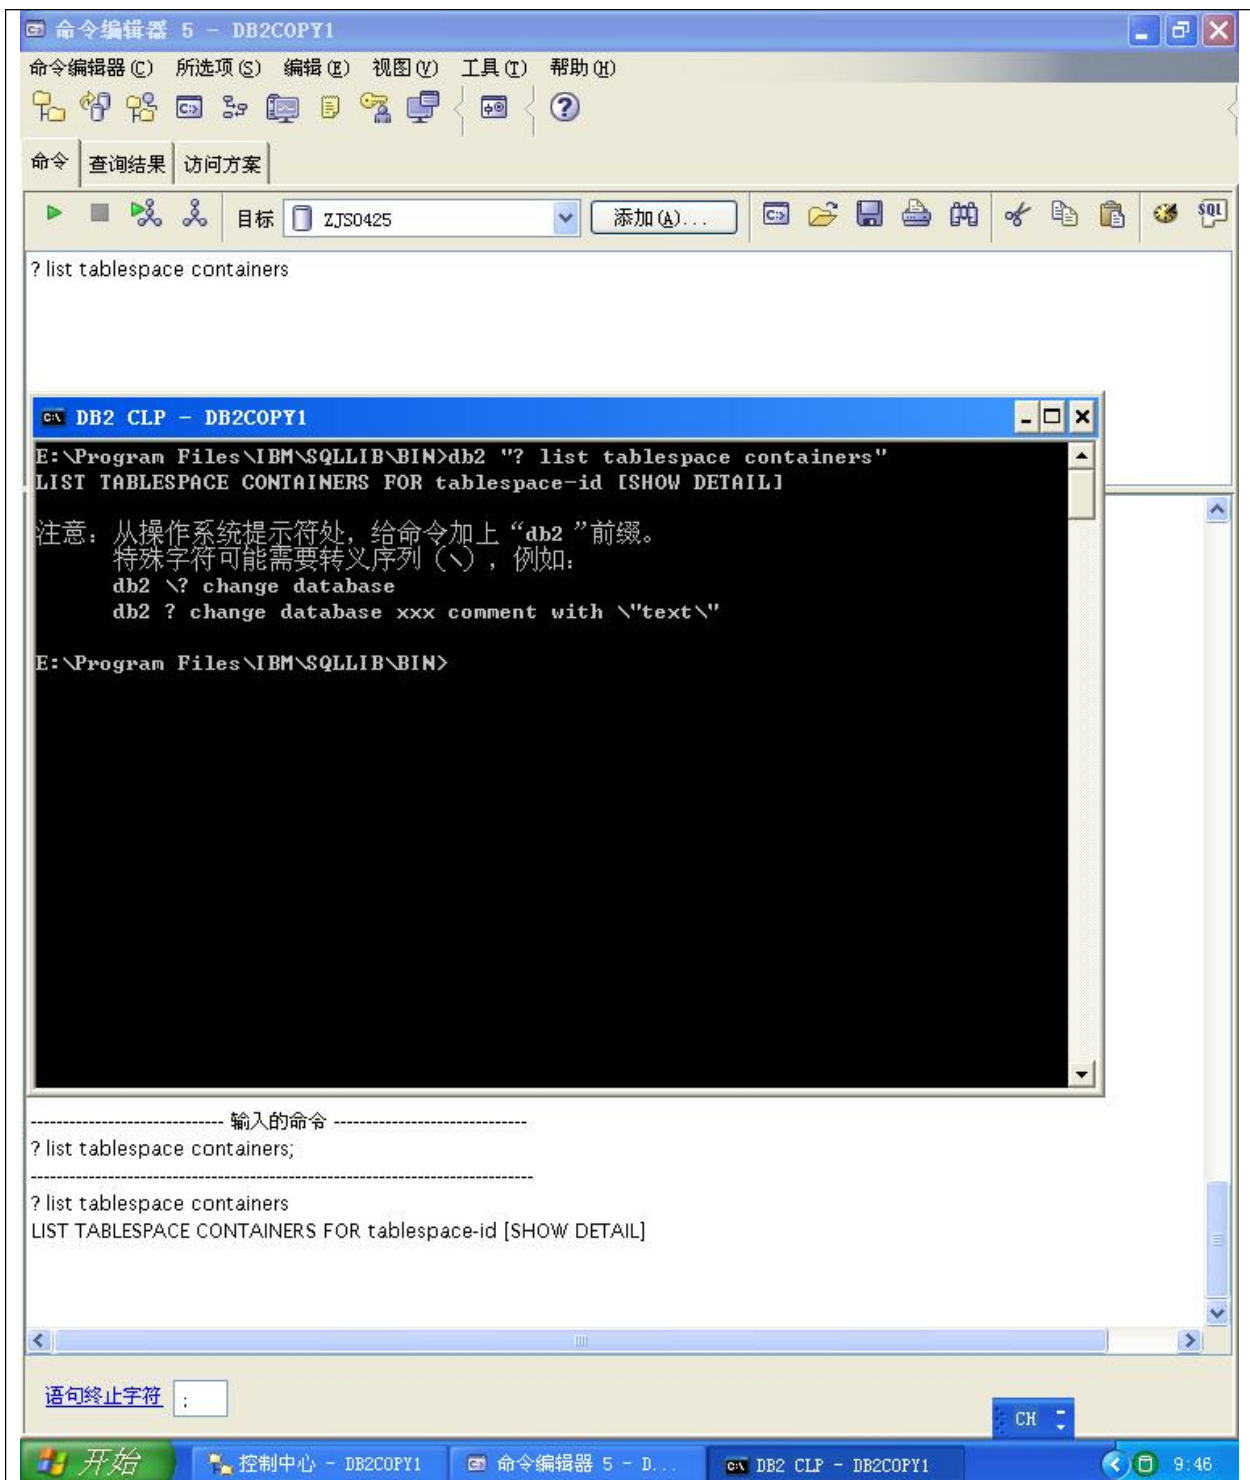 命令编辑器 5 - DB2COPY1
命令编辑器(C) 所选项(S) 编辑(E) 视图(V) 工具(T) 帮助(H)
命令 查询结果 访问方案
目标 ZJS0425 添加(A)... C:> SQL
? list tablespace containers
DB2 CLP - DB2COPY1
E:\Program Files\IBM\SQLLIB\BIN>db2 "? list tablespace containers"
LIST TABLESPACE CONTAINERS FOR tablespace-id [SHOW DETAIL]
注意：从操作系统提示符处，给命令加上“db2 ”前缀。
特殊字符可能需要转义序列（\），例如：
db2 \? change database
db2 ? change database xxx comment with \"text\"
E:\Program Files\IBM\SQLLIB\BIN>
------------------------------ 输入的命令 ------------------------------
? list tablespace containers;
------------------------------------------------------------------------------
? list tablespace containers
LIST TABLESPACE CONTAINERS FOR tablespace-id [SHOW DETAIL]
语句终止字符 ;
CH
开始 控制中心 - DB2COPY1 命令编辑器 5 - D... DB2 CLP - DB2COPY1 9:46